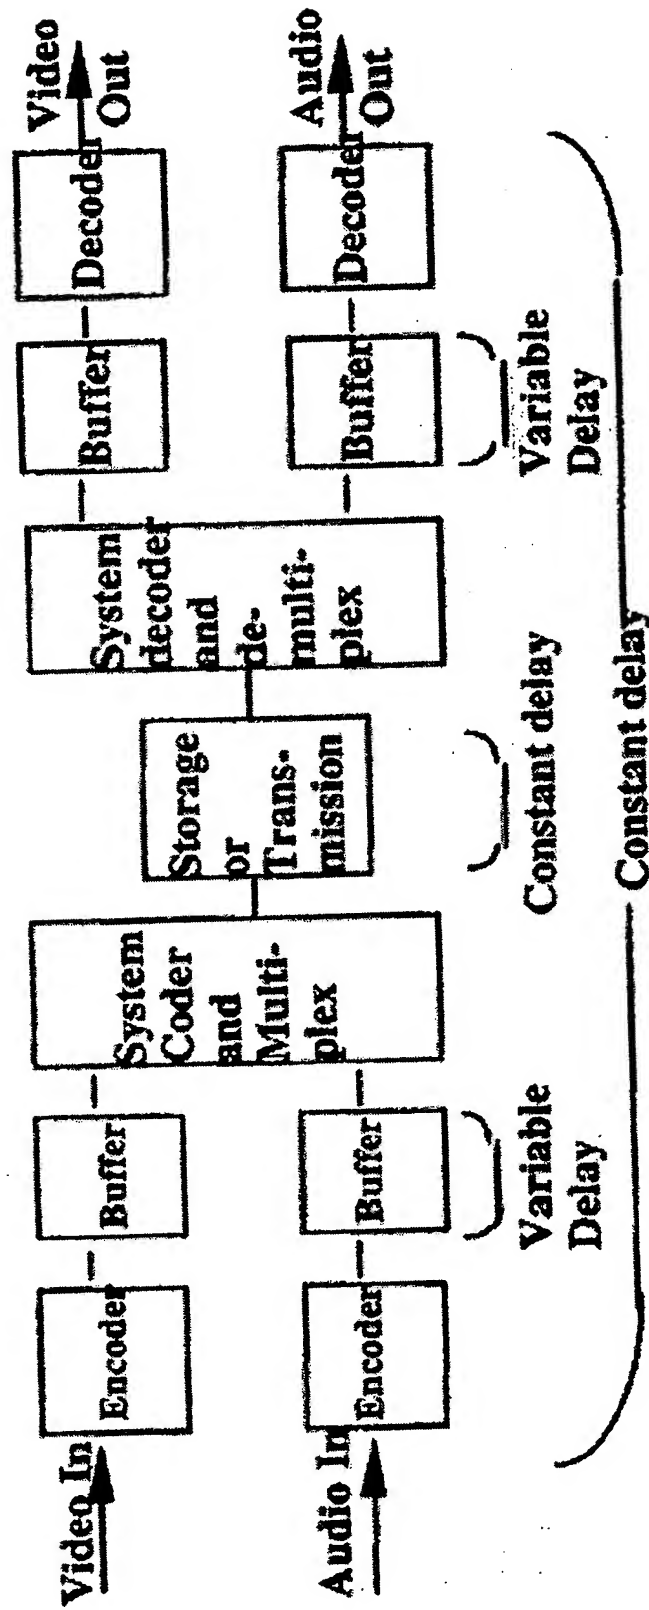 Video In
Encoder
Buffer
System
Coder
and
Multi-
plex
Storage
or
Trans-
mission
System
decoder
and
de-
multi-
plex
Buffer
Decoder
Video
Out
Audio In
Encoder
Buffer
Buffer
Decoder
Audio
Out
Variable
Delay
Constant delay
Variable
Delay
Constant delay